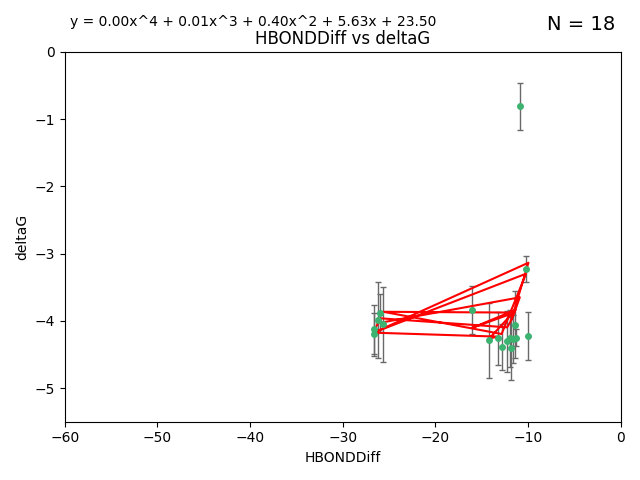 y = 0.00x^4 + 0.01x^3 + 0.40x^2 + 5.63x + 23.50
N = 18
HBONDDiff vs deltaG
0
−1
−2
−3
−4
−5
deltaG
−60 −50 −40 −30 −20 −10 0
HBONDDiff